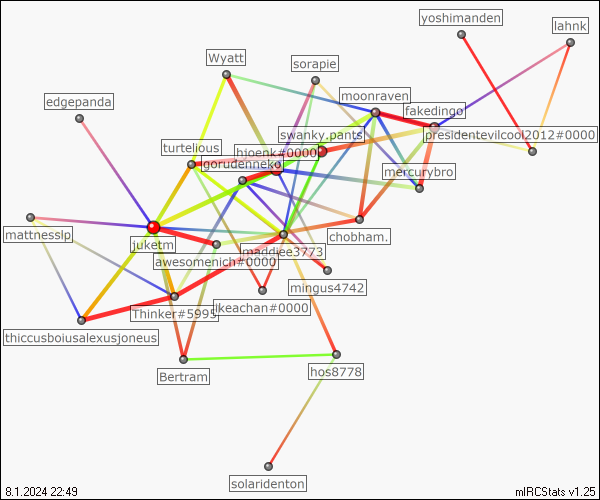 yoshimanden
lahnk
Wyatt
sorapie
moonraven
edgepanda
fakedingo
swanky.pants
presidentevilcool2012#0000
turtelious
hioenk#0000
gorudenneko
mercurybro
mattnesslp
juketm
chobham.
maddiee3773
awesomenich#0000
mingus4742
Thinker#5995
ikeachan#0000
thiccusboiusalexusjoneus
Bertram
hos8778
solaridenton
8.1.2024 22:49
mIRCStats v1.25